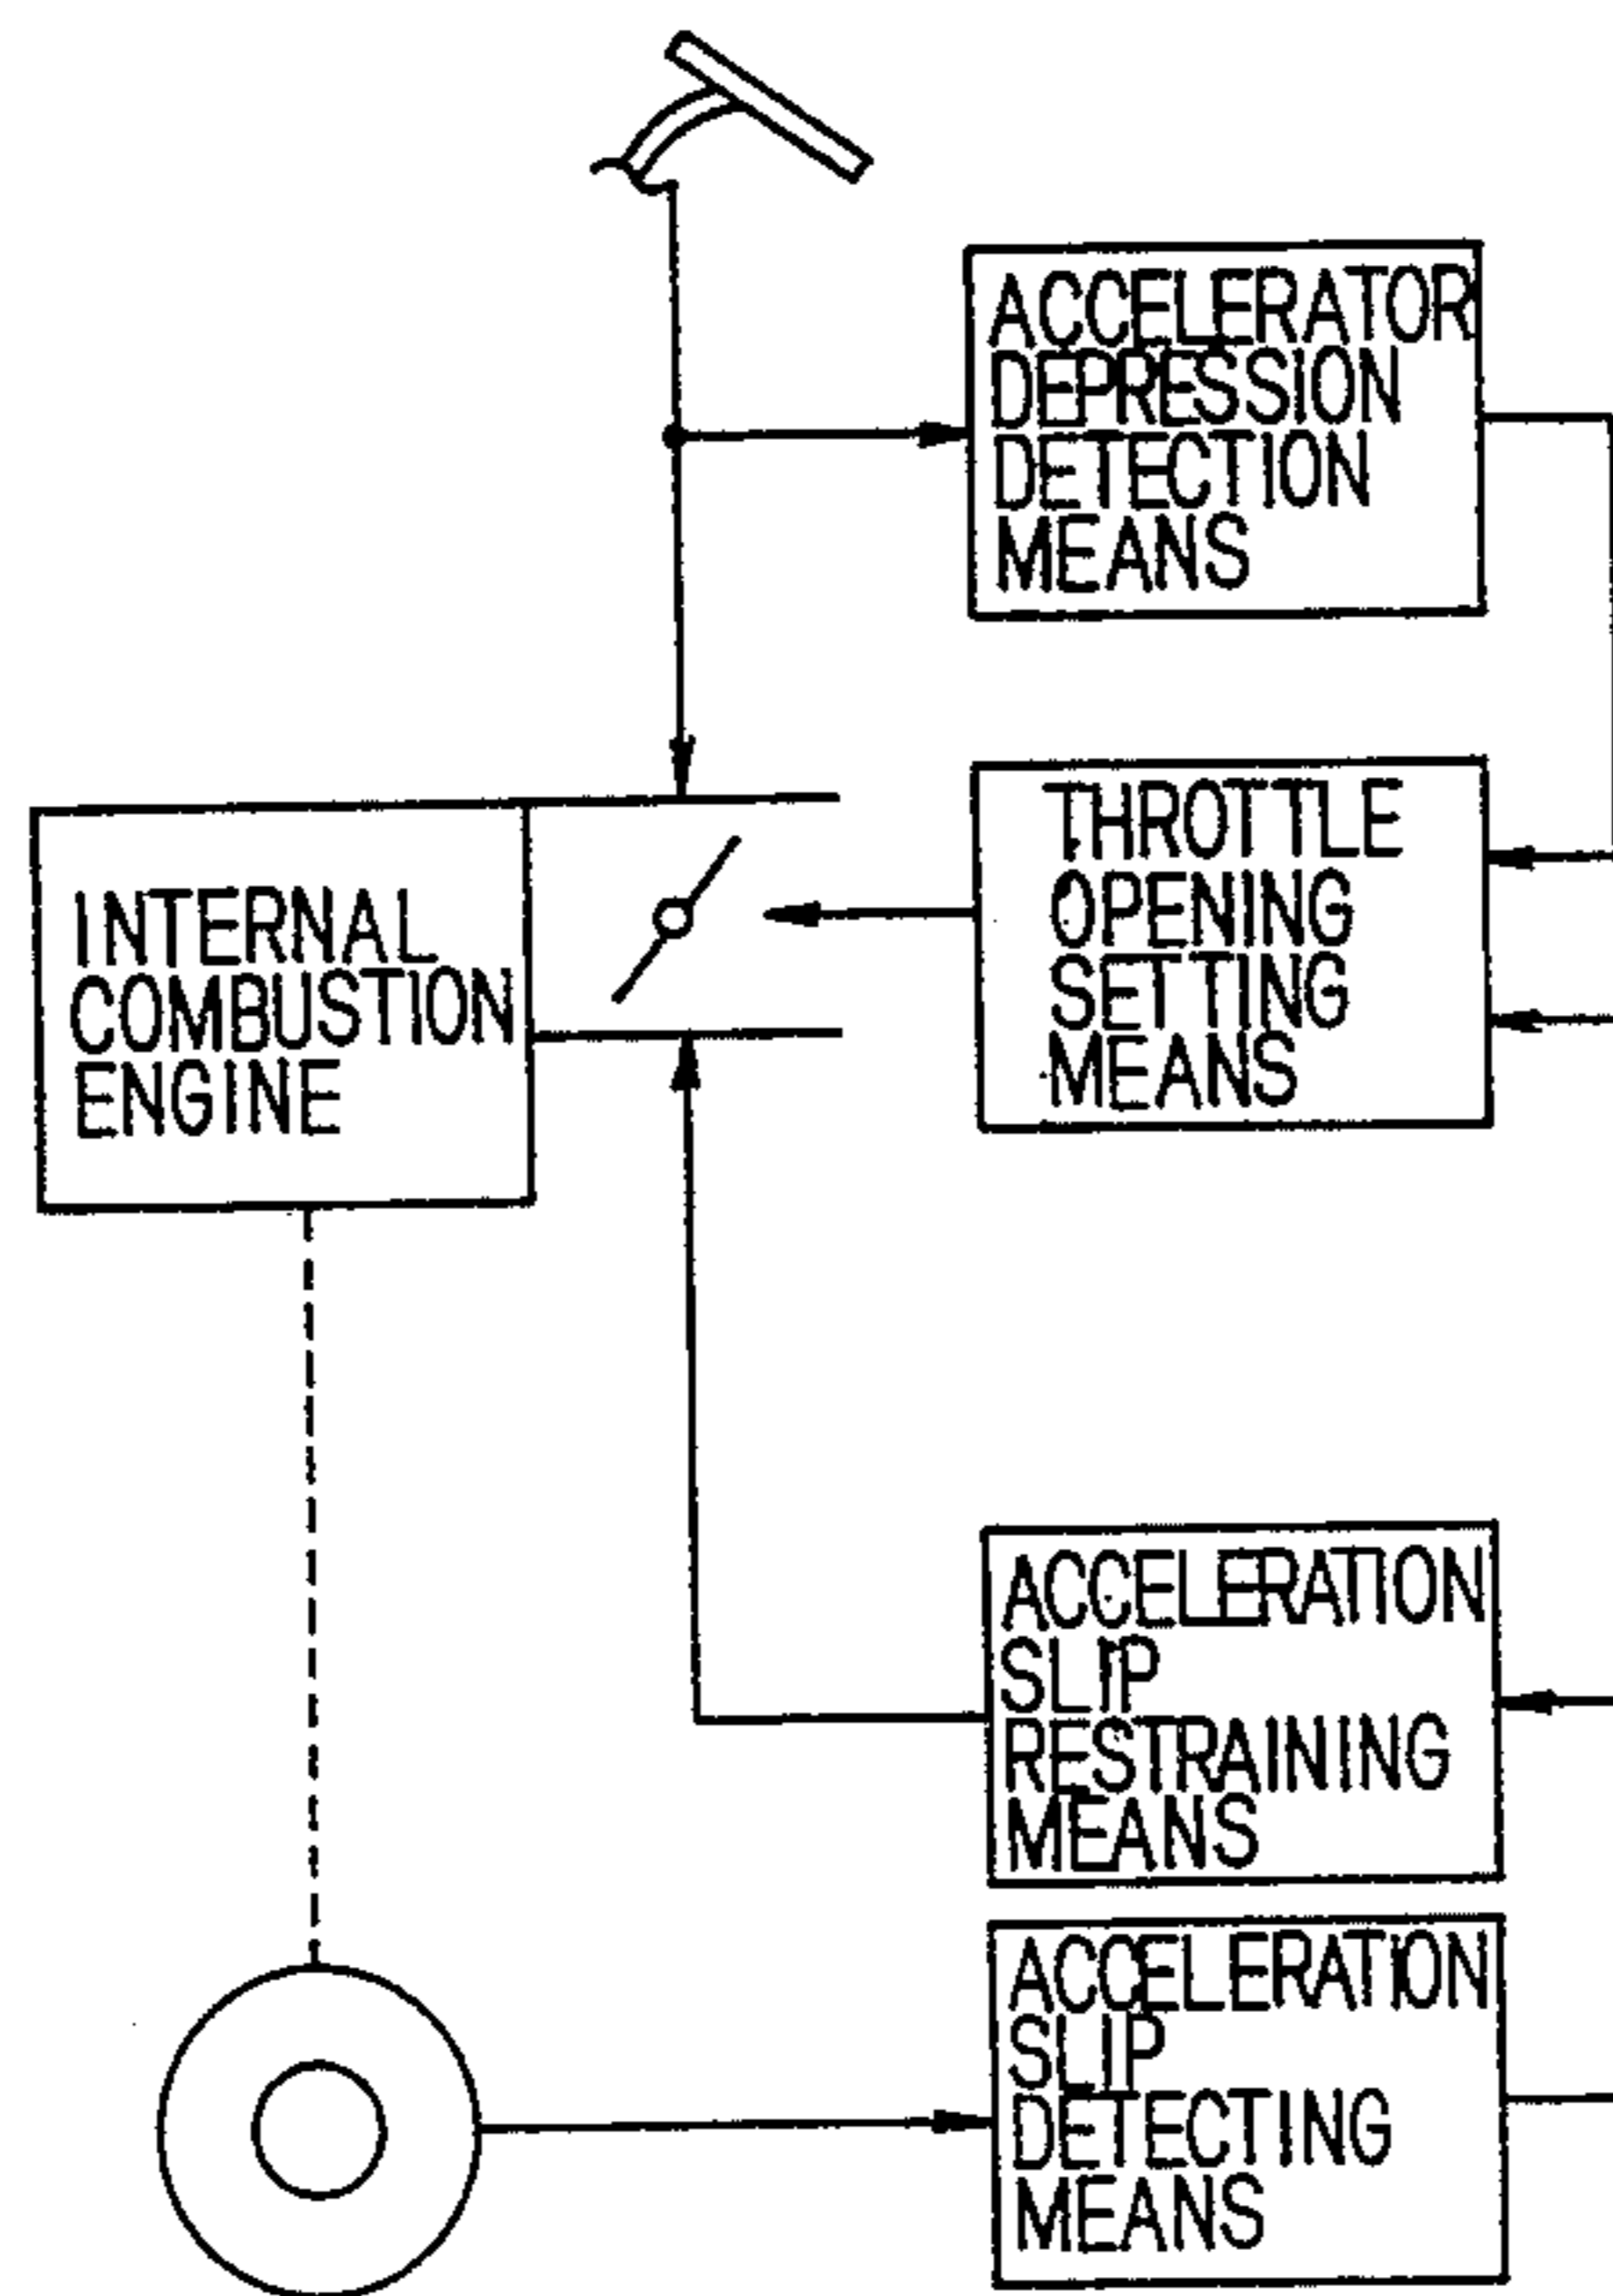 ACCELERATOR
DEPRESSION
DETECTION
MEANS
THROTTLE
OPENING
SETTING
MEANS
INTERNAL
COMBUSTION
ENGINE
ACCELERATION
SLIP
RESTRAINING
MEANS
ACCELERATION
SLIP
DETECTING
MEANS